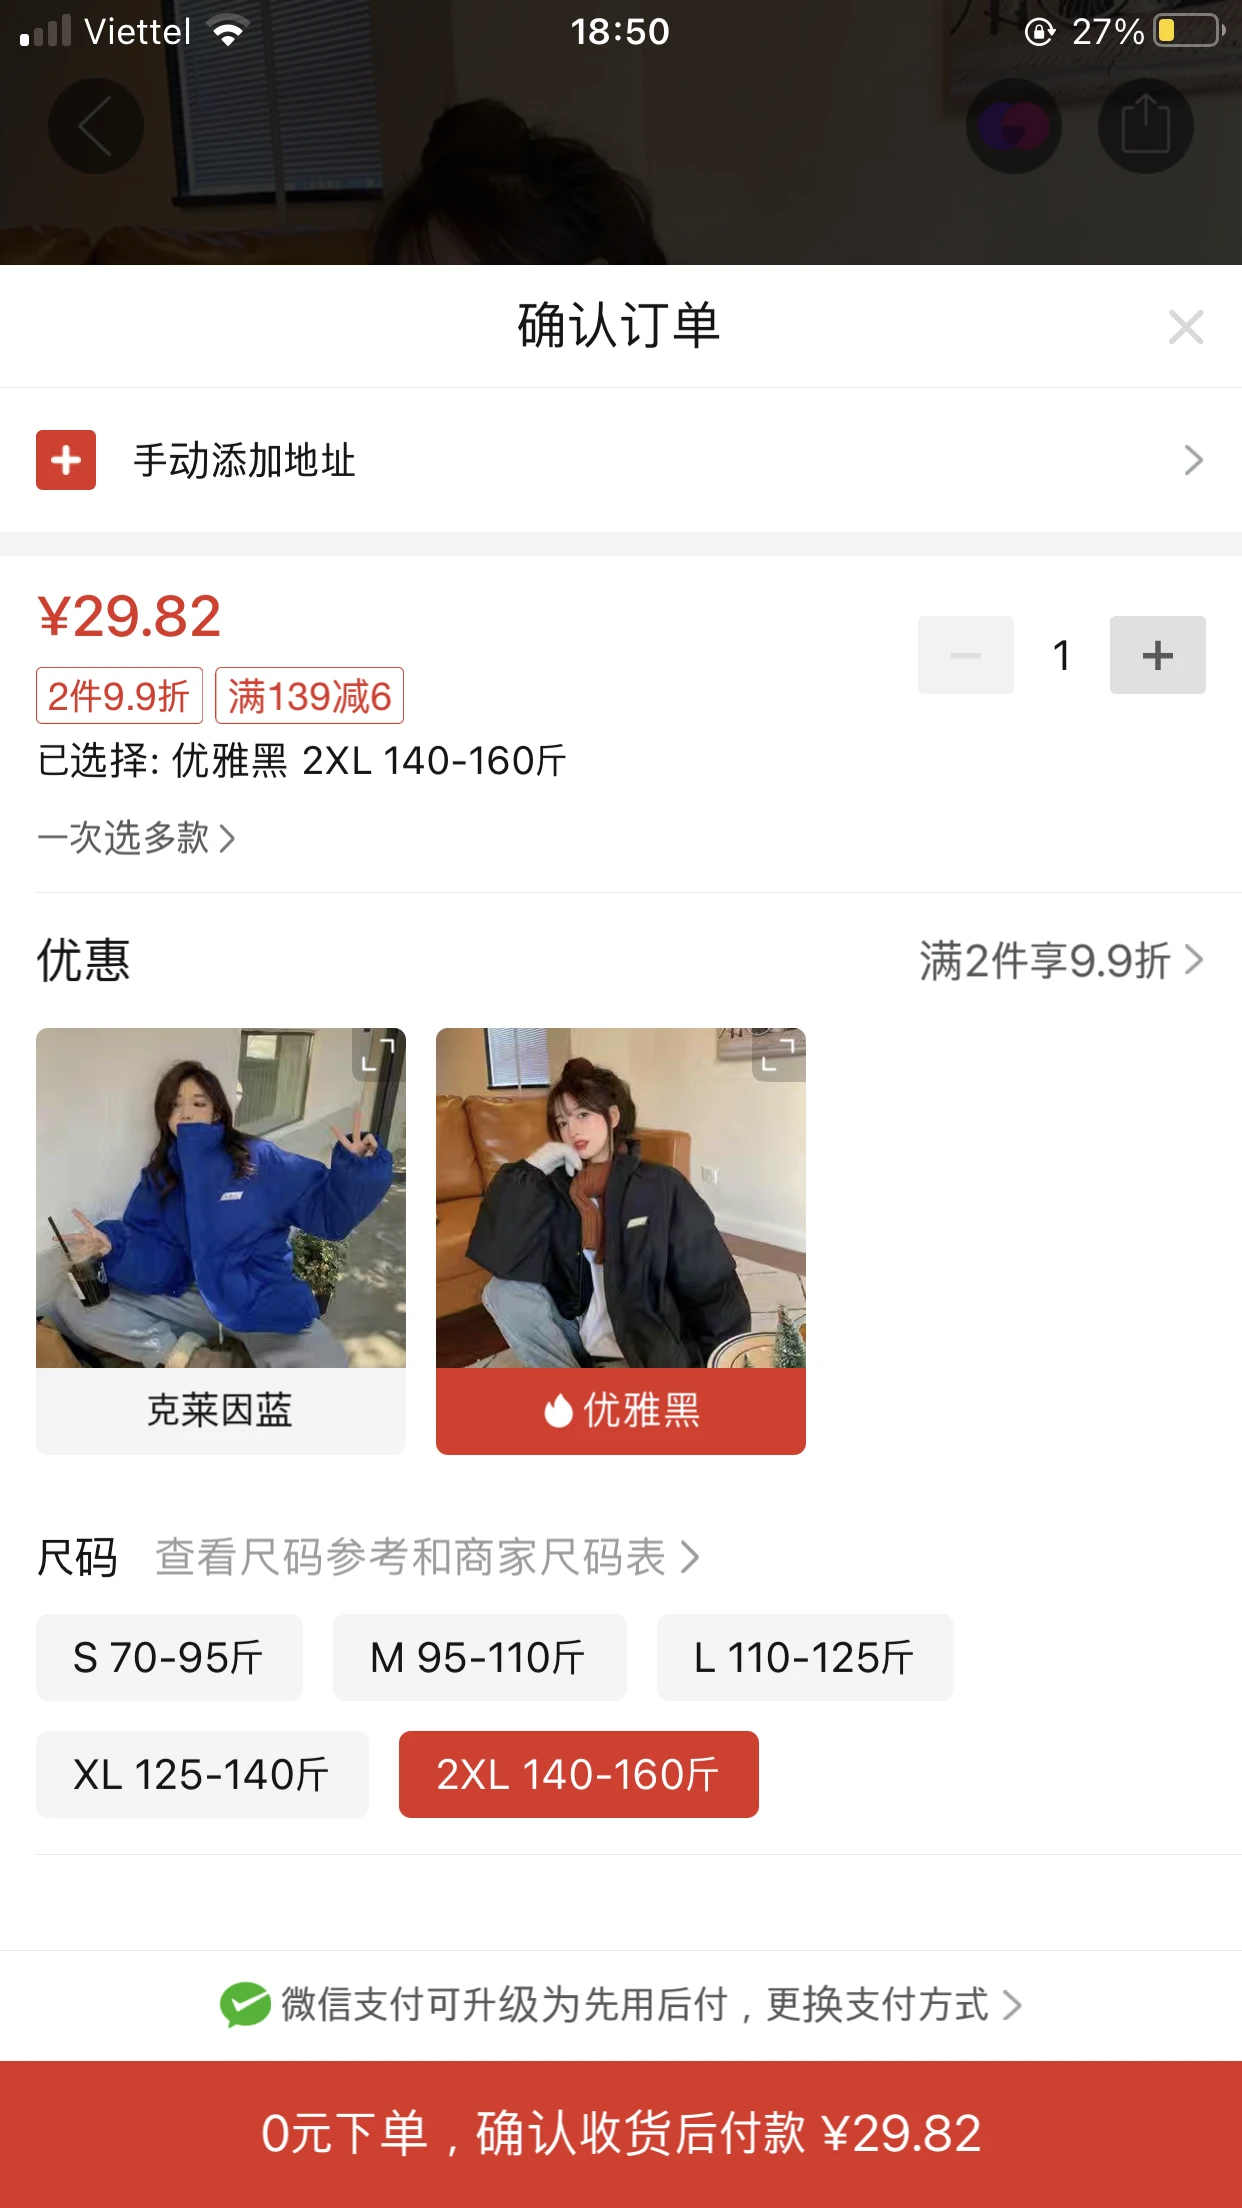 Viettel 18:50 27%
确认订单
手动添加地址
¥29.82
1
2件9.9折 满139减6
已选择: 优雅黑 2XL 140-160斤
一次选多款
优惠 满2件享9.9折
克莱因蓝 优雅黑
尺码 查看尺码参考和商家尺码表
S 70-95斤 M 95-110斤 L 110-125斤
XL 125-140斤 2XL 140-160斤
微信支付可升级为先用后付，更换支付方式
0元下单，确认收货后付款 ¥29.82